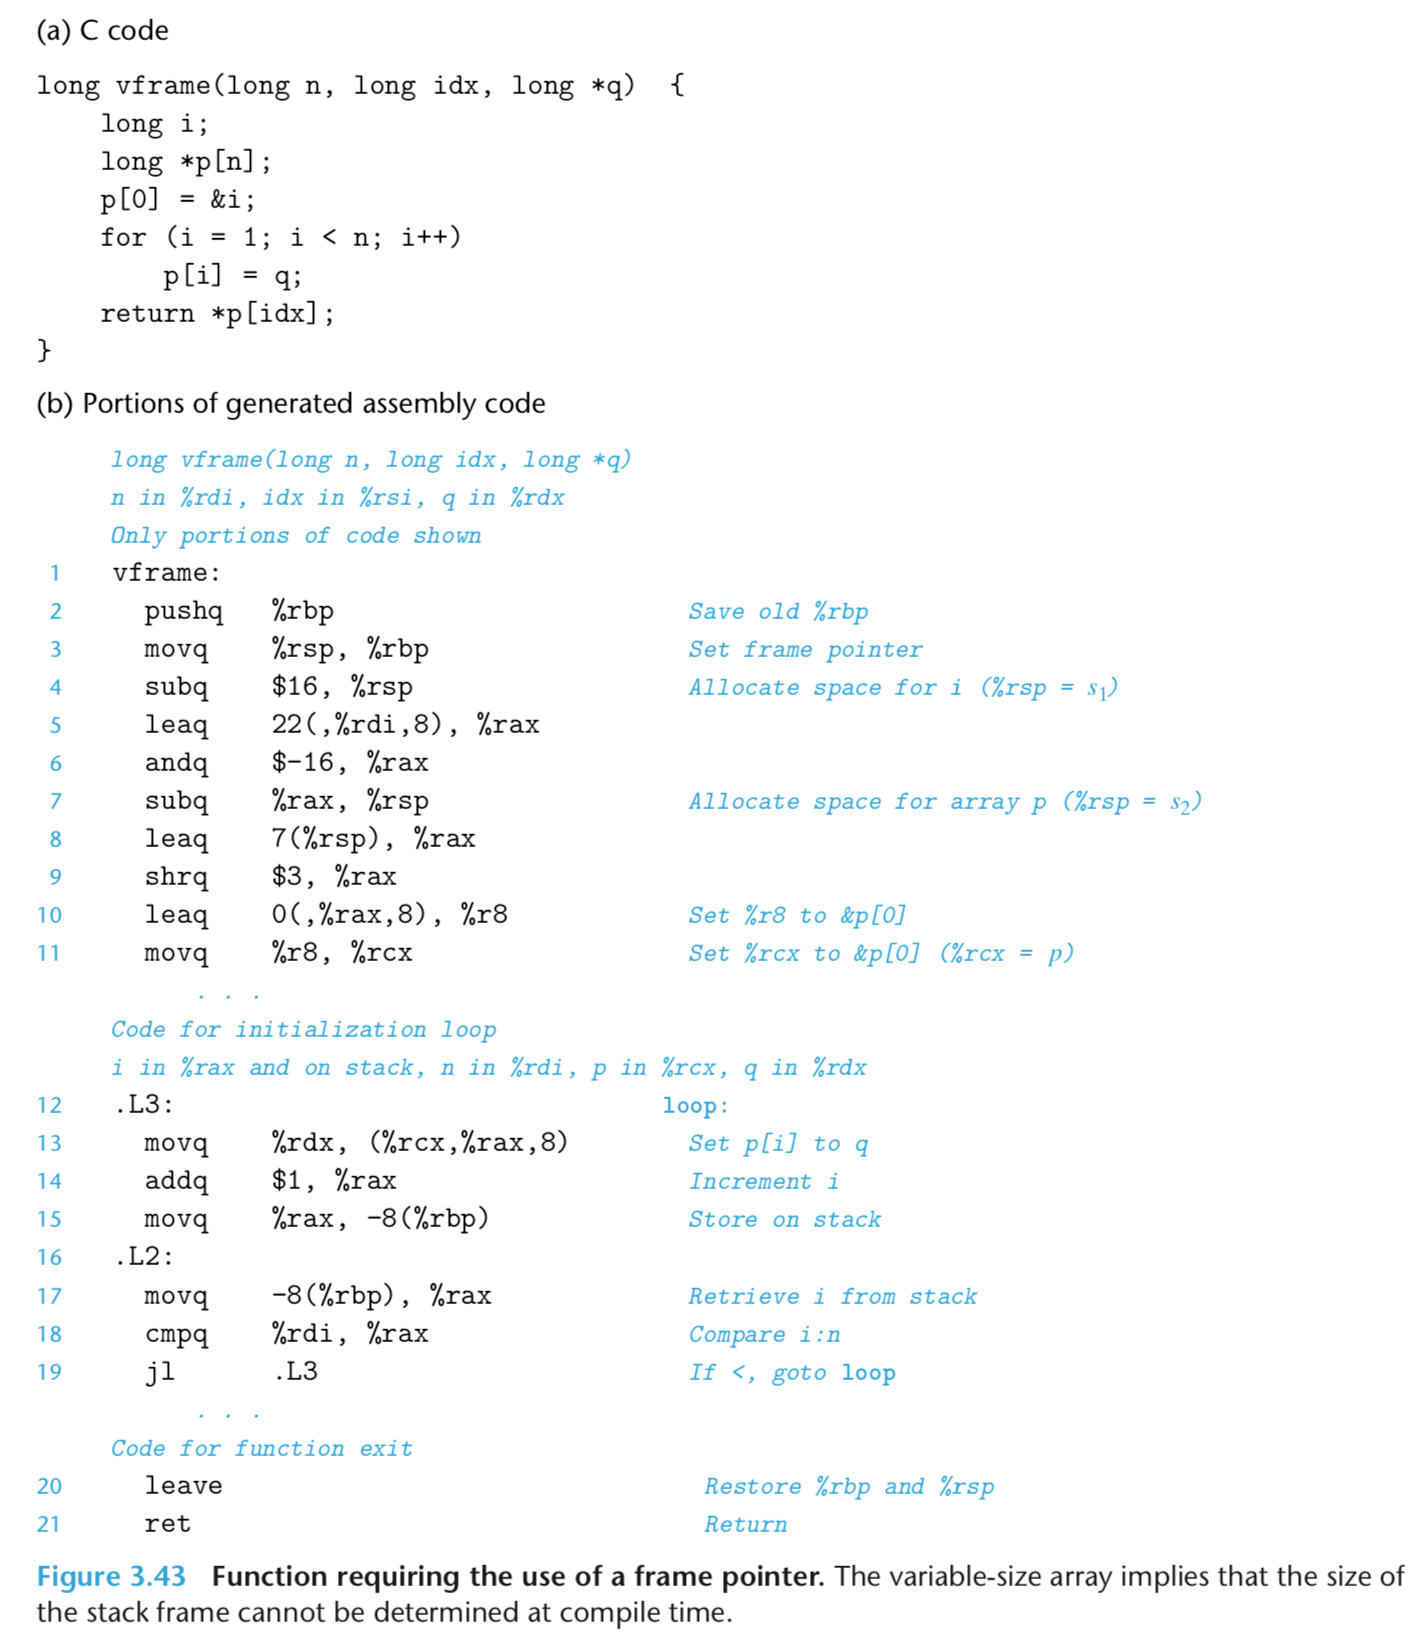 (a) C code
long vframe(long n, long idx, long *q)  {
    long i;
    long *p[n];
    p[0] = &i;
    for (i = 1; i < n; i++)
        p[i] = q;
    return *p[idx];
}
(b) Portions of generated assembly code
long vframe(long n, long idx, long *q)
n in %rdi, idx in %rsi, q in %rdx
Only portions of code shown
1 vframe:
2 pushq %rbp Save old %rbp
3 movq %rsp, %rbp Set frame pointer
4 subq $16, %rsp Allocate space for i (%rsp = s₁)
5 leaq 22(,%rdi,8), %rax
6 andq $-16, %rax
7 subq %rax, %rsp Allocate space for array p (%rsp = s₂)
8 leaq 7(%rsp), %rax
9 shrq $3, %rax
10 leaq 0(,%rax,8), %r8 Set %r8 to &p[0]
11 movq %r8, %rcx Set %rcx to &p[0] (%rcx = p)
. . .
Code for initialization loop
i in %rax and on stack, n in %rdi, p in %rcx, q in %rdx
12 .L3: loop:
13 movq %rdx, (%rcx,%rax,8) Set p[i] to q
14 addq $1, %rax Increment i
15 movq %rax, -8(%rbp) Store on stack
16 .L2:
17 movq -8(%rbp), %rax Retrieve i from stack
18 cmpq %rdi, %rax Compare i:n
19 jl .L3 If <, goto loop
. . .
Code for function exit
20 leave Restore %rbp and %rsp
21 ret Return
Figure 3.43 Function requiring the use of a frame pointer. The variable-size array implies that the size of
the stack frame cannot be determined at compile time.